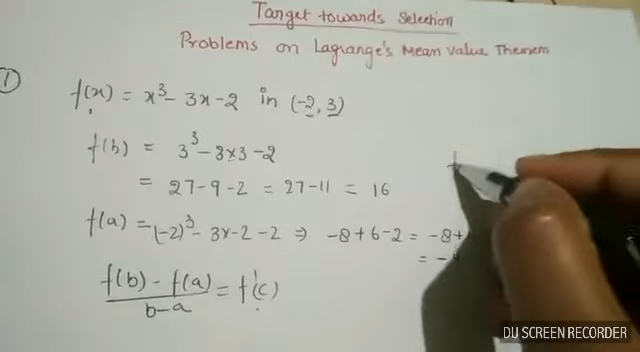 Target towards Selection
Problems on Lagrange's Mean value Theorem
1 f(x) = x³ - 3x - 2 in (-2, 3)
f(b) = 3³ - 3×3 - 2
= 27 - 9 - 2 = 27 - 11 = 16
f(a) = (-2)³ - 3x - 2 - 2 ⇒ -8 + 6 - 2 = -8 +
= -
f(b) - f(a) / b - a = f'(c)
DU SCREEN RECORDER